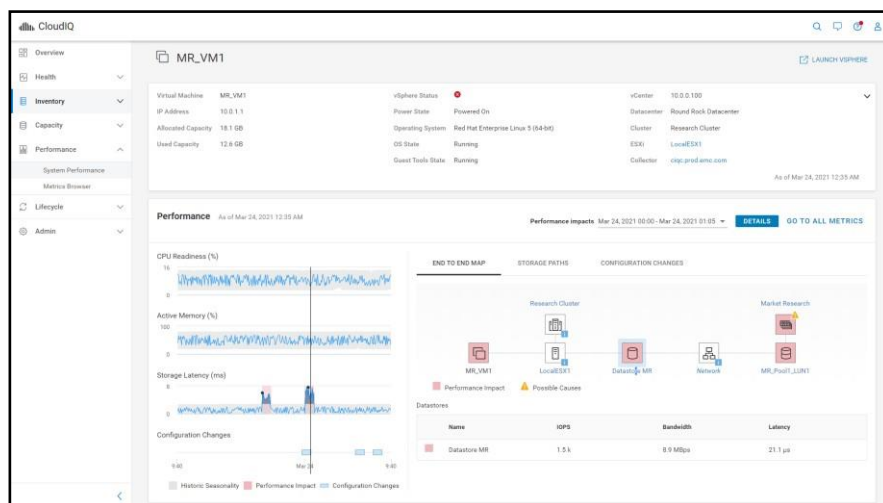 CloudIQ
Overview
Health
Inventory
Capacity
Performance
System Performance
Metrics Browser
Lifecycle
Admin
MR_VM1
LAUNCH VSPHERE
Virtual Machine MR_VM1
IP Address 10.0.1.1
Allocated Capacity 18.1 GB
Used Capacity 12.6 GB
vSphere Status
Power State Powered On
Operating System Red Hat Enterprise Linux 5 (64-bit)
OS State Running
Guest Tools State Running
vCenter 10.0.0.100
Datacenter Round Rock Datacenter
Cluster Research Cluster
ESXi LocalESX1
Collector ciqc.prod.emc.com
As of Mar 24, 2021 12:35 AM
Performance As of Mar 24, 2021 12:35 AM
Performance impacts Mar 24, 2021 00:00 - Mar 24, 2021 01:05 DETAILS GO TO ALL METRICS
CPU Readiness (%)
16
0
Active Memory (%)
100
0
Storage Latency (ms)
8
0
Configuration Changes
9:40 Mar 24 9:40
Historic Seasonality Performance Impact Configuration Changes
END TO END MAP STORAGE PATHS CONFIGURATION CHANGES
Research Cluster Market Research
MR_VM1 LocalESX1 Datastore MR Network MR_Pool1_LUN1
Performance Impact Possible Causes
Datastores
Name IOPS Bandwidth Latency
Datastore MR 1.5 k 8.9 MBps 21.1 µs